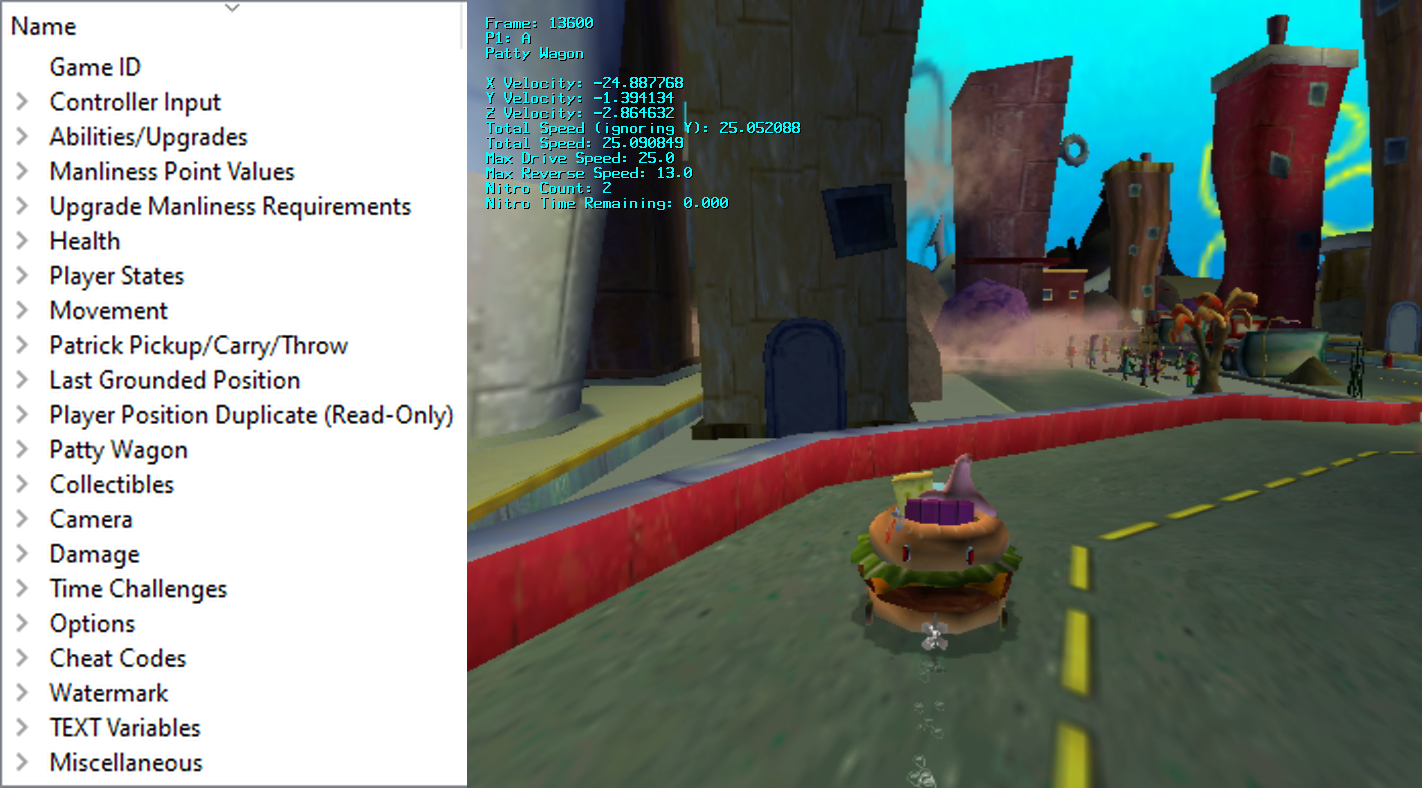 Name
Game ID
Controller Input
Abilities/Upgrades
Manliness Point Values
Upgrade Manliness Requirements
Health
Player States
Movement
Patrick Pickup/Carry/Throw
Last Grounded Position
Player Position Duplicate (Read-Only)
Patty Wagon
Collectibles
Camera
Damage
Time Challenges
Options
Cheat Codes
Watermark
TEXT Variables
Miscellaneous
Frame: 13600
P1: A
Patty Wagon
X Velocity: -24.887768
Y Velocity: -1.394134
Z Velocity: -2.864632
Total Speed (ignoring Y): 25.052088
Total Speed: 25.090849
Max Drive Speed: 25.0
Max Reverse Speed: 13.0
Nitro Count: 2
Nitro Time Remaining: 0.000